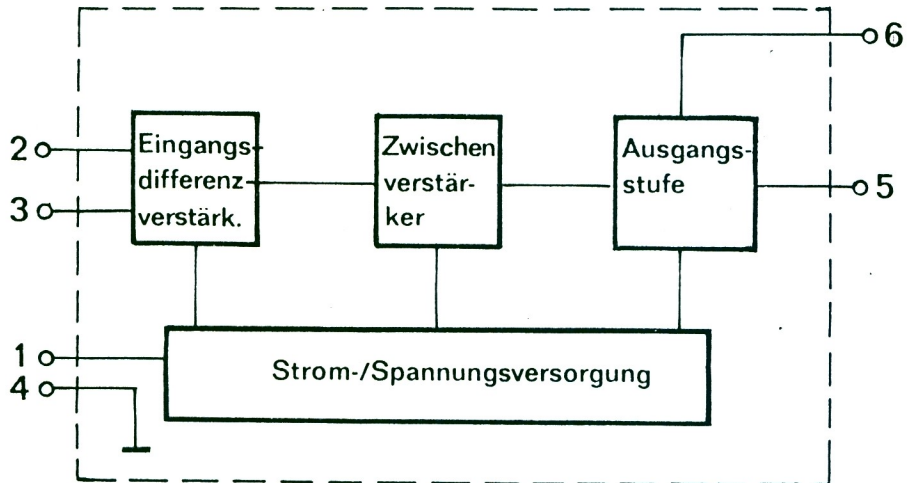 6
2
Eingangs-
differenz-
verstärk.
Zwischen
verstär-
ker
Ausgangs-
stufe
5
3
1
Strom-/Spannungsversorgung
4